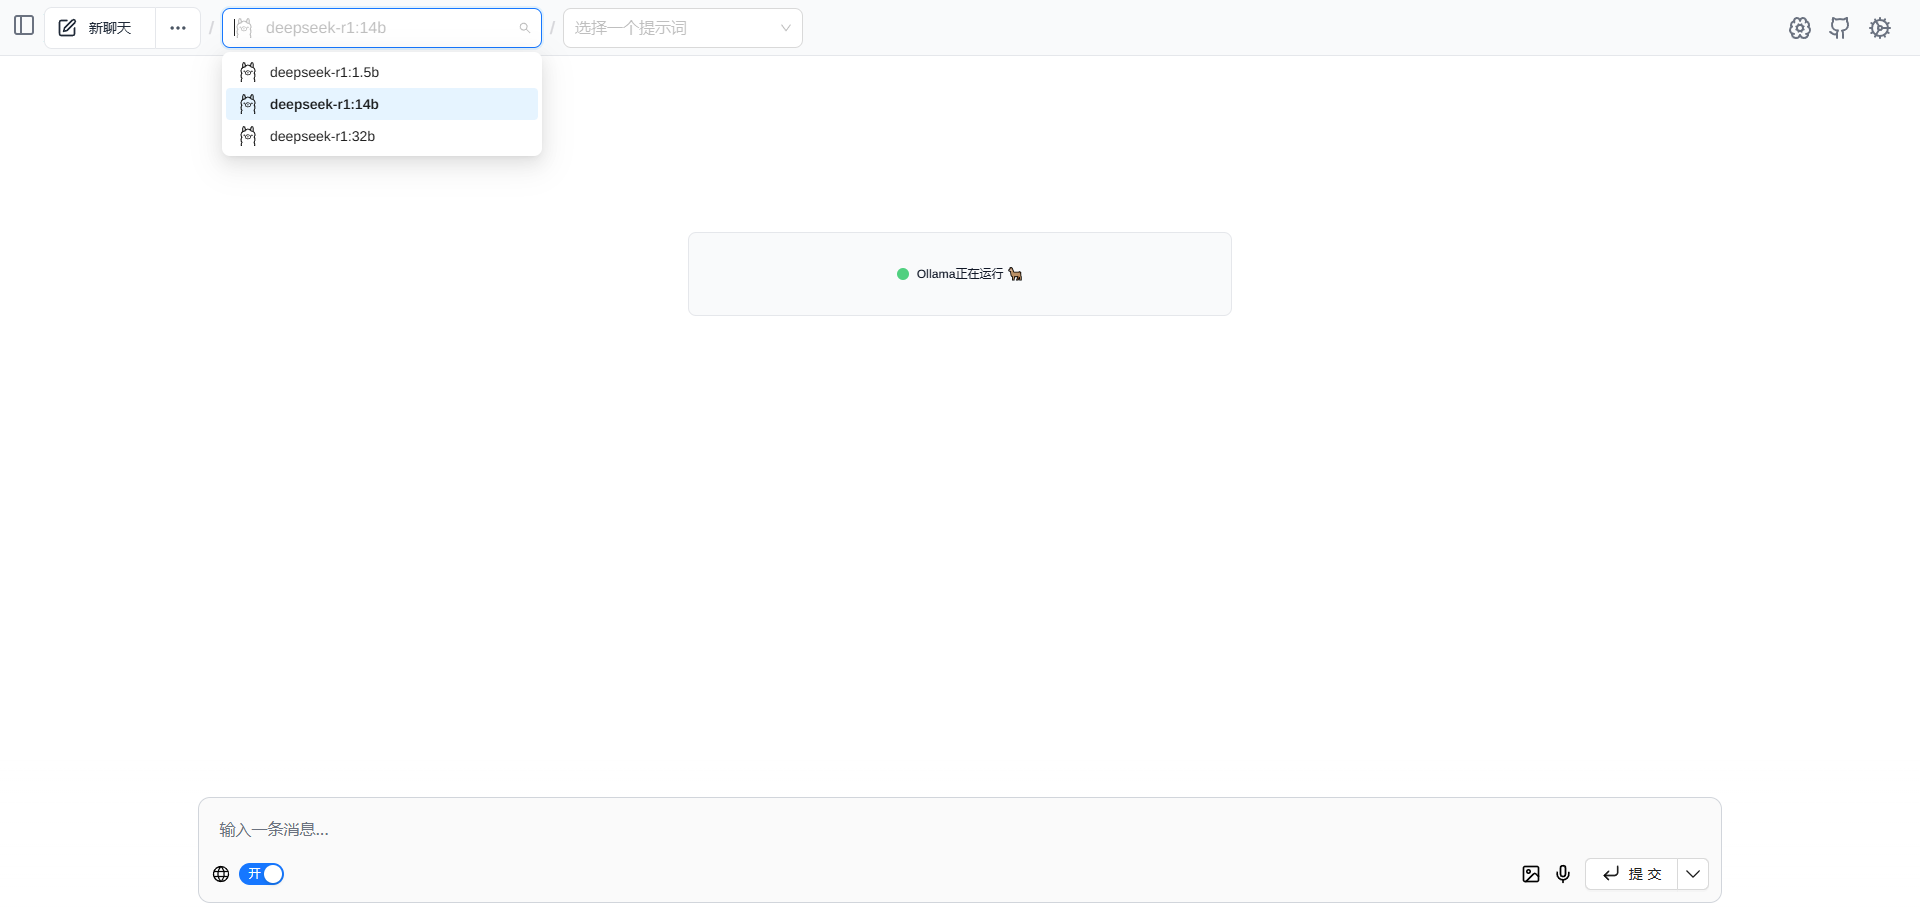 新聊天
/
deepseek-r1:14b
/
选择一个提示词
deepseek-r1:1.5b
deepseek-r1:14b
deepseek-r1:32b
Ollama正在运行 🐕
输入一条消息...
开
提 交